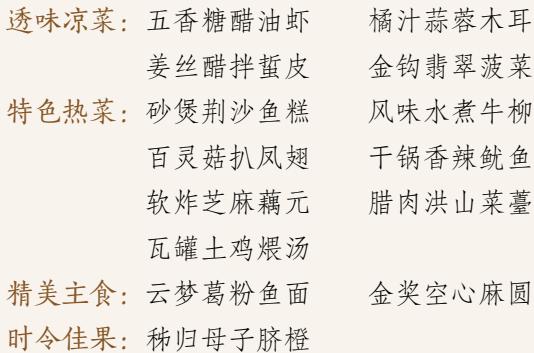 透味凉菜：五香糖醋油虾 橘汁蒜蓉木耳
姜丝醋拌蜇皮 金钩翡翠菠菜
特色热菜：砂煲荆沙鱼糕 风味水煮牛柳
百灵菇扒凤翅 干锅香辣鱿鱼
软炸芝麻藕元 腊肉洪山菜薹
瓦罐土鸡煨汤
精美主食：云梦葛粉鱼面 金奖空心麻圆
时令佳果：秭归母子脐橙